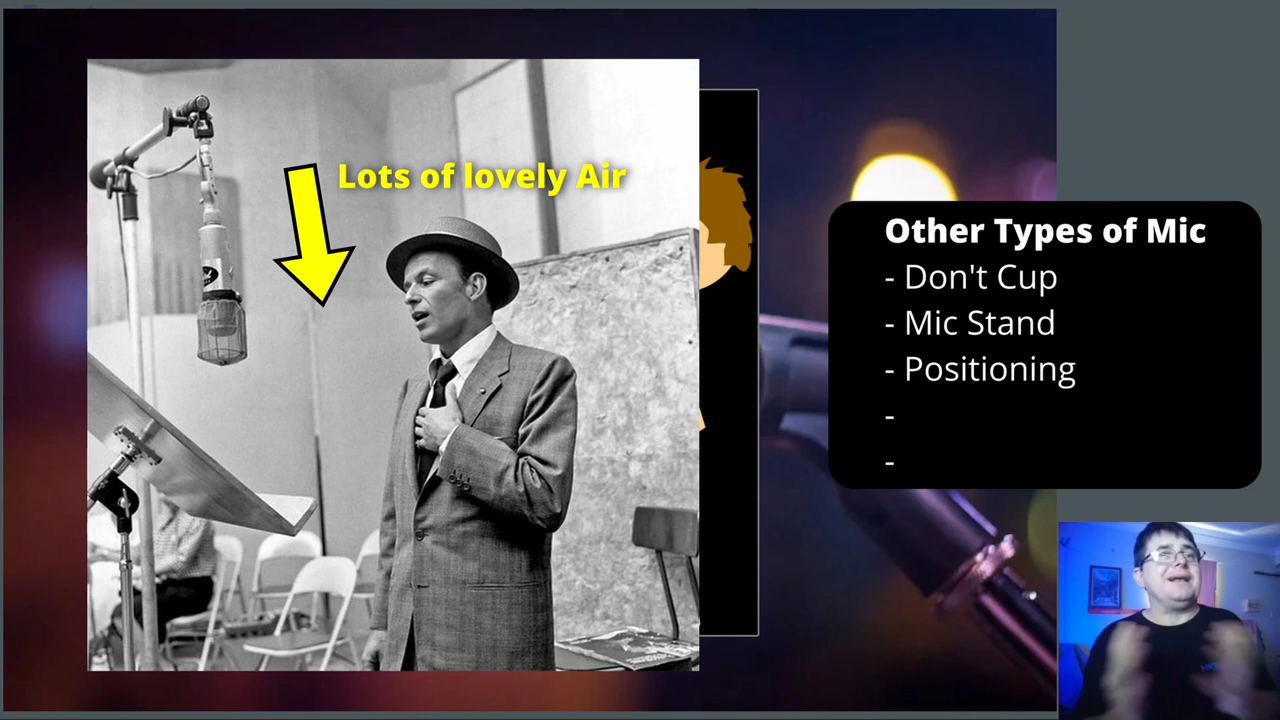 Lots of lovely Air
Other Types of Mic
- Don't Cup
- Mic Stand
- Positioning
-
-